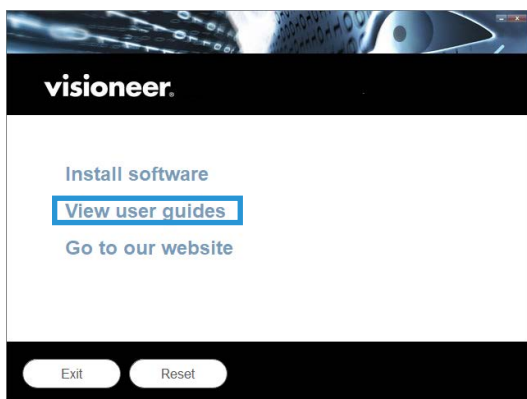 visioneer.
Install software
View user guides
Go to our website
Exit
Reset